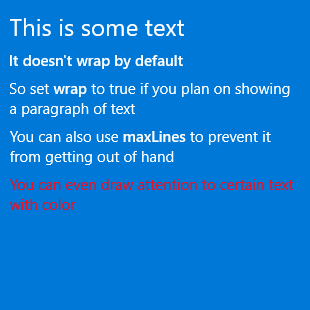 This is some text
It doesn't wrap by default
So set wrap to true if you plan on showing
a paragraph of text
You can also use maxLines to prevent it
from getting out of hand
You can even draw attention to certain text
with color